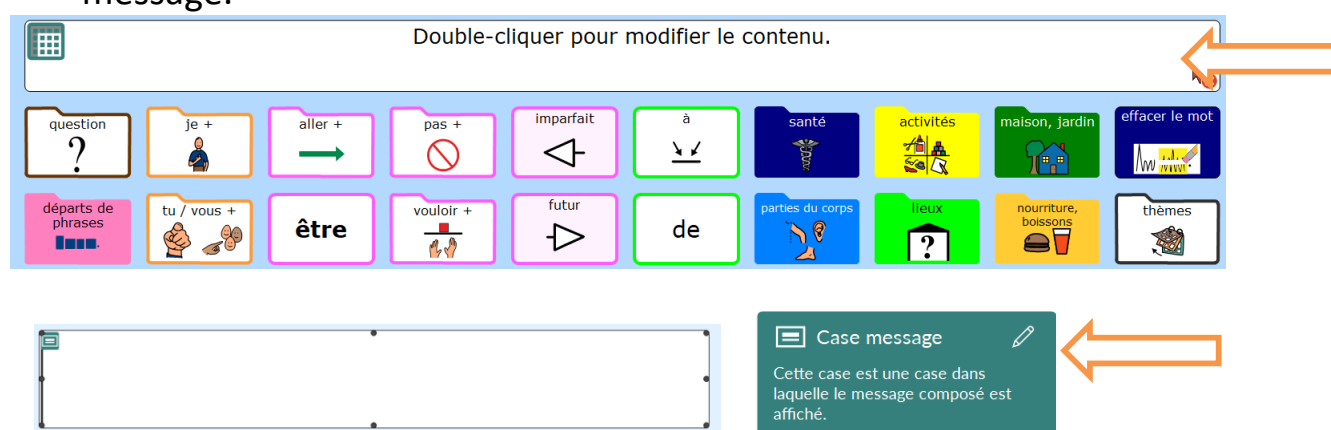 message.
Double-cliquer pour modifier le contenu.
question
je +
aller +
pas +
imparfait
à
santé
activités
maison, jardin
effacer le mot
?
départs de
phrases
tu / vous +
être
vouloir +
futur
de
parties du corps
lieux
nourriture,
boissons
thèmes
?
Case message
Cette case est une case dans
laquelle le message composé est
affiché.